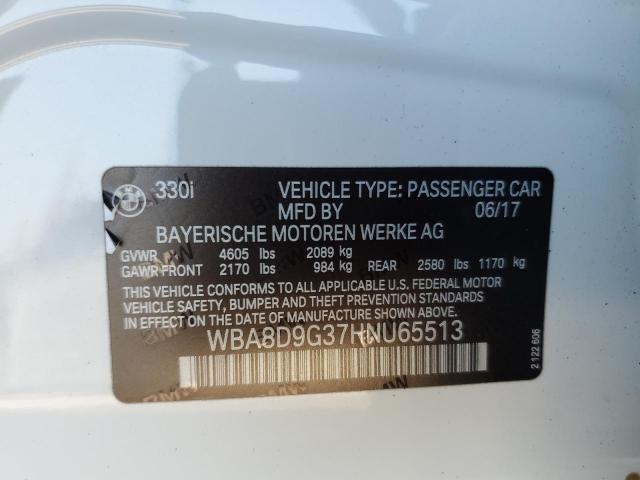 330i VEHICLE TYPE: PASSENGER CAR
MFD BY 06/17
BAYERISCHE MOTOREN WERKE AG
GVWR 4605 lbs 2089 kg
GAWR FRONT 2170 lbs 984 kg REAR 2580 lbs 1170 kg
THIS VEHICLE CONFORMS TO ALL APPLICABLE U.S. FEDERAL MOTOR
VEHICLE SAFETY, BUMPER AND THEFT PREVENTION STANDARDS
IN EFFECT ON THE DATE OF MANUFACTURE SHOWN ABOVE.
WBA8D9G37HNU65513
2 122 606